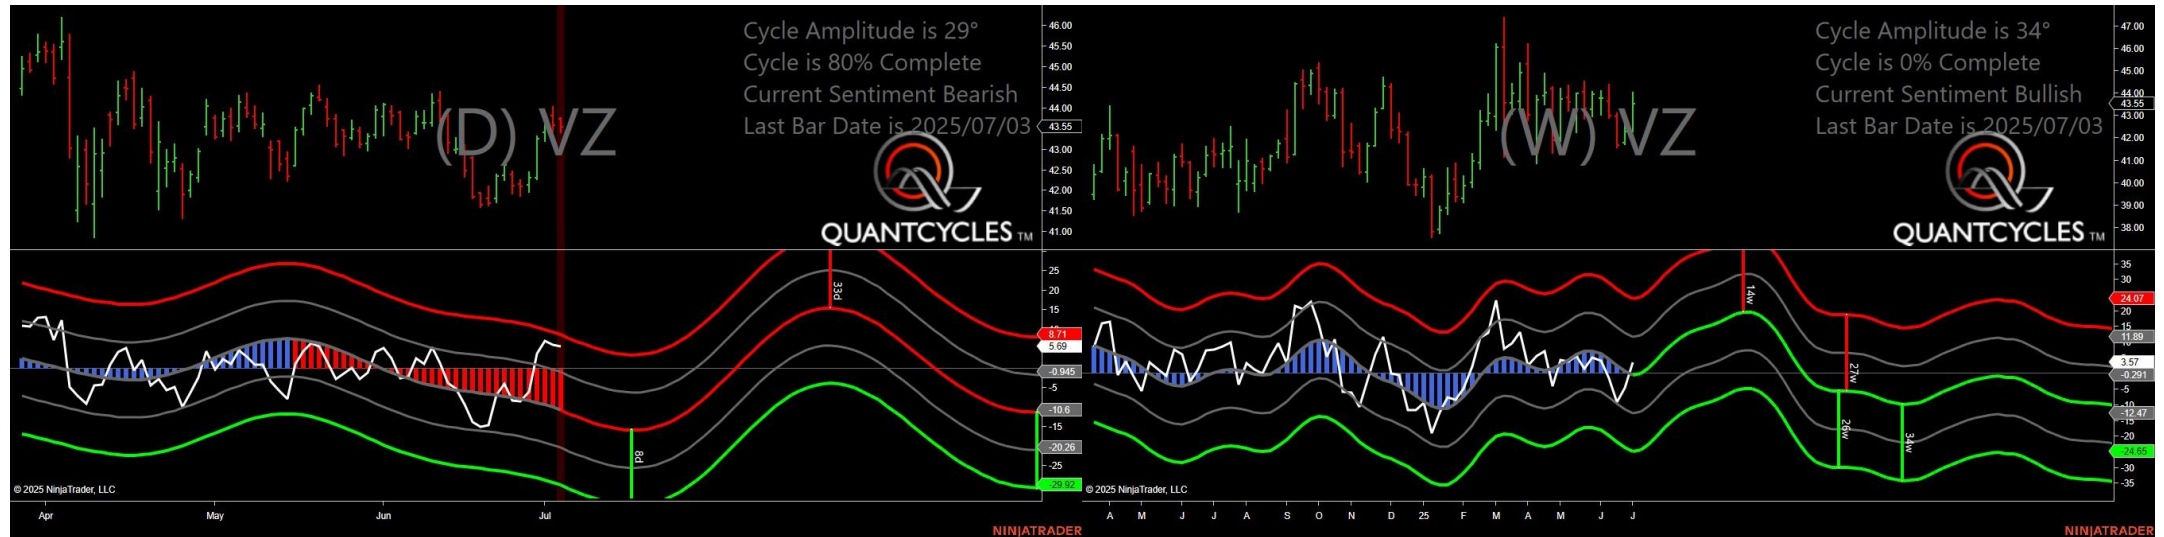 Cycle Amplitude is 29°
Cycle is 80% Complete
Current Sentiment Bearish
Last Bar Date is 2025/07/03
(D) VZ
QUANTCYCLES TM
46.00
45.50
45.00
44.50
44.00
43.55
43.00
42.50
42.00
41.50
41.00
25
20
15
8.71
5.69
-0.945
-5
-10.6
-15
-20.26
-25
-29.92
33d
8d
© 2025 NinjaTrader, LLC
Apr May Jun Jul
NINJATRADER
Cycle Amplitude is 34°
Cycle is 0% Complete
Current Sentiment Bullish
Last Bar Date is 2025/07/03
(W) VZ
QUANTCYCLES TM
47.00
46.00
45.00
44.00
43.55
43.00
42.00
41.00
40.00
39.00
38.00
35
30
24.07
20
15
11.89
3.57
-0.291
-5
-10
-12.47
-15
-20
-24.65
-30
-35
14w
27w
26w
34w
© 2025 NinjaTrader, LLC
A M J J A S O N D 25 F M A M J J
NINJATRADER